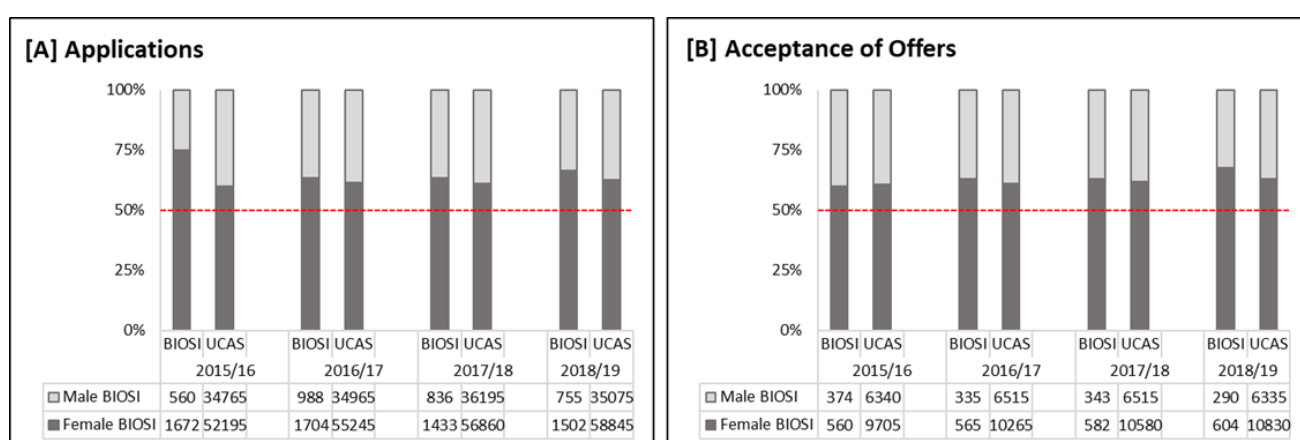 [A] Applications
100%
75%
50%
25%
0%
BIOSI UCAS BIOSI UCAS BIOSI UCAS BIOSI UCAS
2015/16 2016/17 2017/18 2018/19
Male BIOSI 560 34765 988 34965 836 36195 755 35075
Female BIOSI 1672 52195 1704 55245 1433 56860 1502 58845
[B] Acceptance of Offers
100%
75%
50%
25%
0%
BIOSI UCAS BIOSI UCAS BIOSI UCAS BIOSI UCAS
2015/16 2016/17 2017/18 2018/19
Male BIOSI 374 6340 335 6515 343 6515 290 6335
Female BIOSI 560 9705 565 10265 582 10580 604 10830